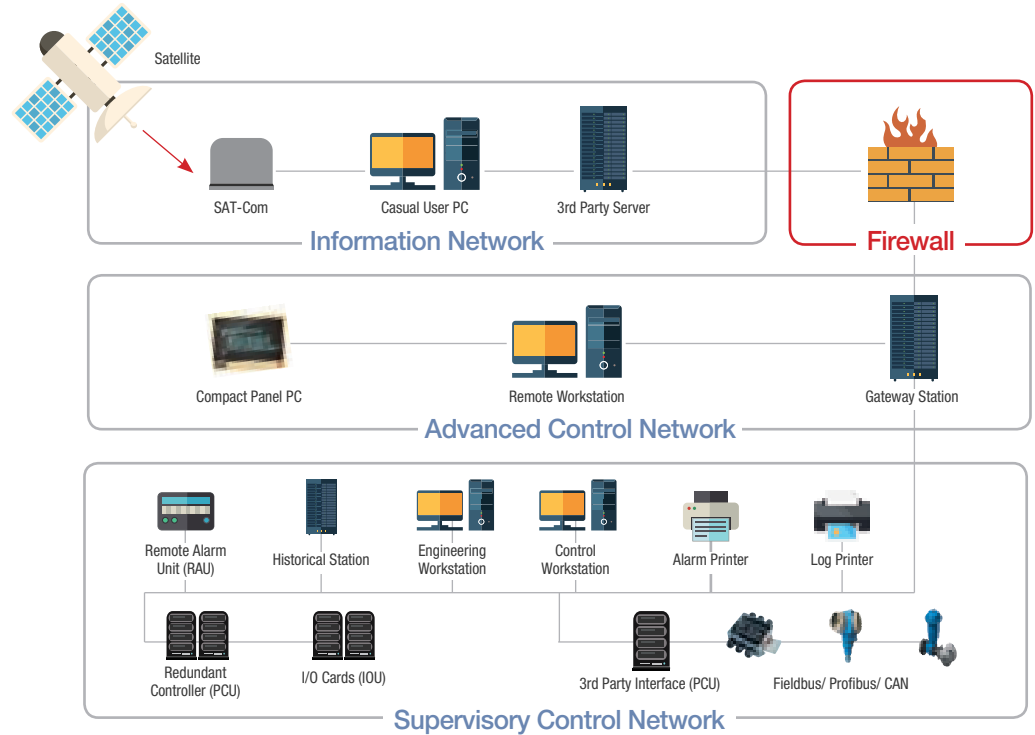 Satellite
SAT-Com
Casual User PC
3rd Party Server
Information Network
Firewall
Compact Panel PC
Remote Workstation
Gateway Station
Advanced Control Network
Remote Alarm
Unit (RAU)
Historical Station
Engineering
Workstation
Control
Workstation
Alarm Printer
Log Printer
Redundant
Controller (PCU)
I/O Cards (IOU)
3rd Party Interface (PCU)
Fieldbus/ Profibus/ CAN
Supervisory Control Network